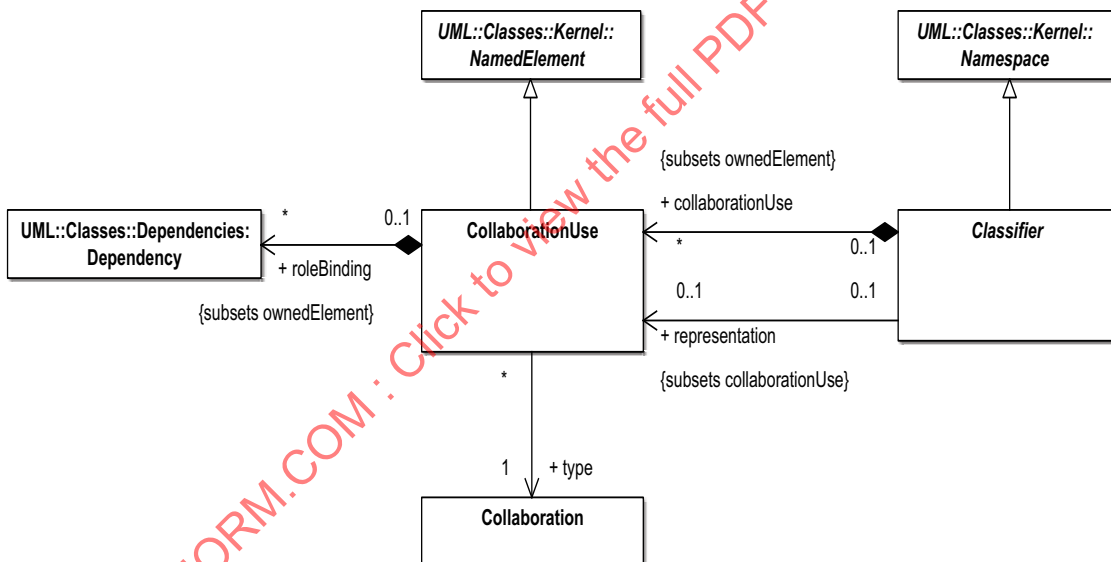 UML::Classes::Kernel::
NamedElement
UML::Classes::Kernel::
Namespace
{subsets ownedElement}
+ collaborationUse
UML::Classes::Dependencies:
Dependency
*
0..1
CollaborationUse
*
0..1
Classifier
+ roleBinding
0..1
0..1
{subsets ownedElement}
+ representation
{subsets collaborationUse}
*
1
+ type
Collaboration
ORM.COM : Click to view the full PDF